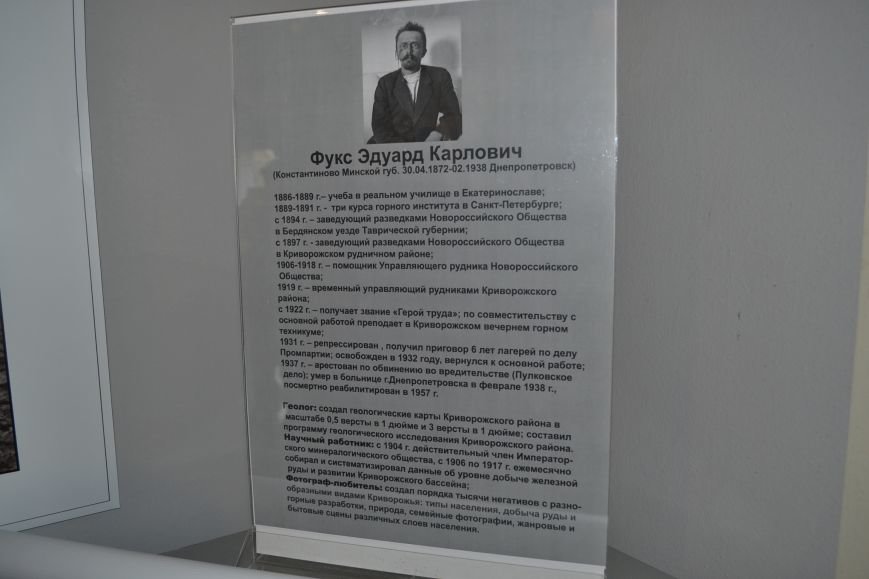 Фукс Эдуард Карлович
(Константиново Минской губ. 30.04.1872-02.1938 Днепропетровск)
1886-1889 г.– учеба в реальном училище в Екатеринославе;
1889-1891 г. - три курса горного института в Санкт-Петербурге;
с 1894 г. – заведующий разведками Новороссийского Общества
в Бердянском уезде Таврической губернии;
с 1897 г. - заведующий разведками Новороссийского Общества
в Криворожском рудничном районе;
1906-1918 г. – помощник Управляющего рудника Новороссийского
Общества;
1919 г. – временный управляющий рудниками Криворожского
района;
с 1922 г. – получает звание «Герой труда»; по совместительству с
основной работой преподает в Криворожском вечернем горном
техникуме;
1931 г. – репрессирован , получил приговор 6 лет лагерей по делу
Промпартии; освобожден в 1932 году, вернулся к основной работе;
1937 г. – арестован по обвинению во вредительстве (Пулковское
дело); умер в больнице г.Днепропетровска в феврале 1938 г.,
посмертно реабилитирован в 1957 г.
Геолог: создал геологические карты Криворожского района в
масштабе 0,5 версты в 1 дюйме и 3 версты в 1 дюйме; составил
программу геологического исследования Криворожского района.
Научный работник: с 1904 г. действительный член Император-
ского минералогического общества, с 1906 по 1917 г. ежемесячно
собирал и систематизировал данные об уровне добыче железной
руды и развитии Криворожского бассейна;
Фотограф-любитель: создал порядка тысячи негативов с разно-
образными видами Криворожья: типы населения, добыча руды и
горные разработки, природа, семейные фотографии, жанровые и
бытовые сцены различных слоев населения.